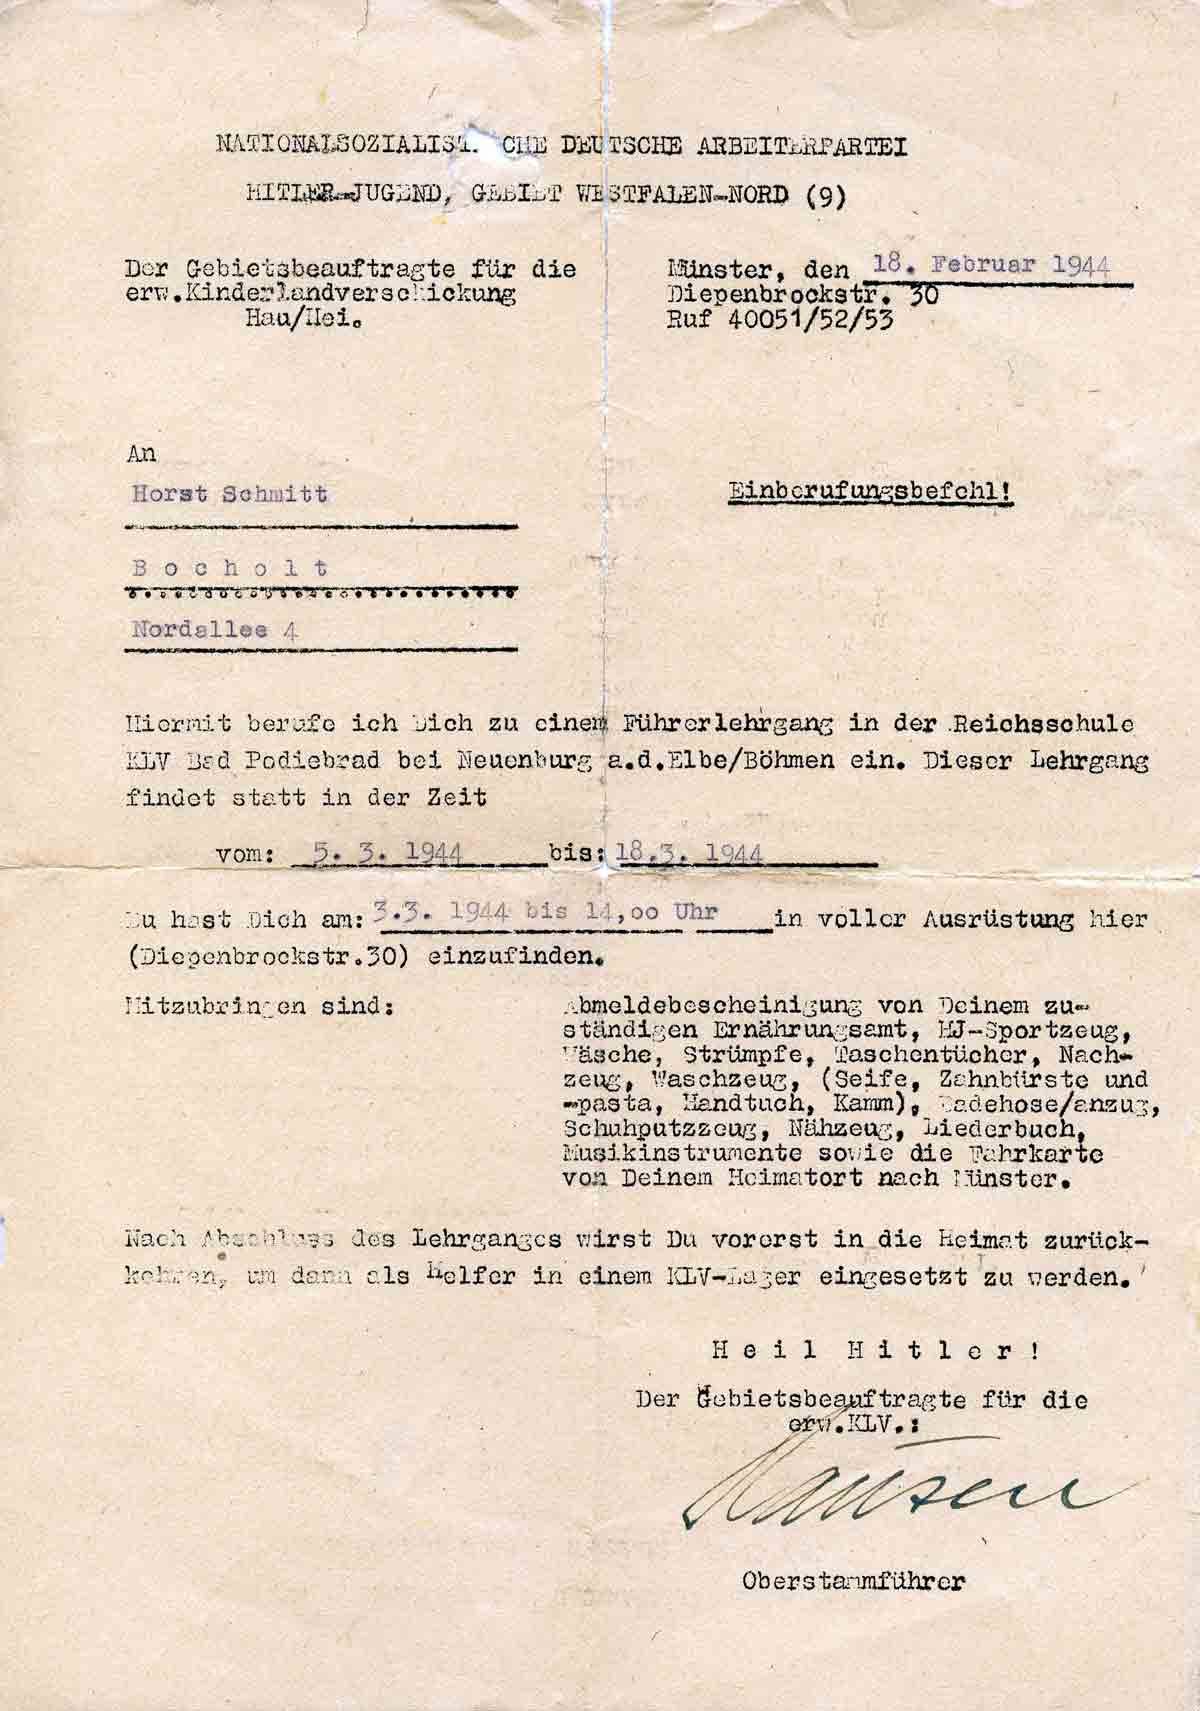 NATIONALSOZIALIST. CHE DEUTSCHE ARBEITERPARTEI
HITLER-JUGEND, GEBIET WESTFALEN-NORD (9)
Der Gebietsbeauftragte für die
erw.Kinderlandverschickung
Hau/Hei.
Münster, den 18. Februar 1944
Diepenbrockstr. 30
Ruf 40051/52/53
An
Horst Schmitt
Einberufungsbefehl!
Bocholt
Nordallee 4
Hiermit berufe ich Dich zu einem Führerlehrgang in der Reichsschule
KLV Bad Podiebrad bei Neuenburg a.d.Elbe/Böhmen ein. Dieser Lehrgang
findet statt in der Zeit
vom: 5. 3. 1944 bis: 18.3. 1944
Du hast Dich am: 3.3. 1944 bis 14,oo Uhr in voller Ausrüstung hier
(Diepenbrockstr.30) einzufinden.
Mitzubringen sind:
Abmeldebescheinigung von Deinem zu-
ständigen Ernährungsamt, HJ-Sportzeug,
Wäsche, Strümpfe, Taschentücher, Nach-
zeug, Waschzeug, (Seife, Zahnbürste und
-pasta, Handtuch, Kamm), Badehose/anzug,
Schuhputzzeug, Nähzeug, Liederbuch,
Musikinstrumente sowie die Fahrkarte
von Deinem Heimatort nach Münster.
Nach Abschluss des Lehrganges wirst Du vorerst in die Heimat zurück-
kehren, um dann als Helfer in einem KLV-Lager eingesetzt zu werden.
Heil Hitler!
Der Gebietsbeauftragte für die
erw.KLV.:
Oberstammführer